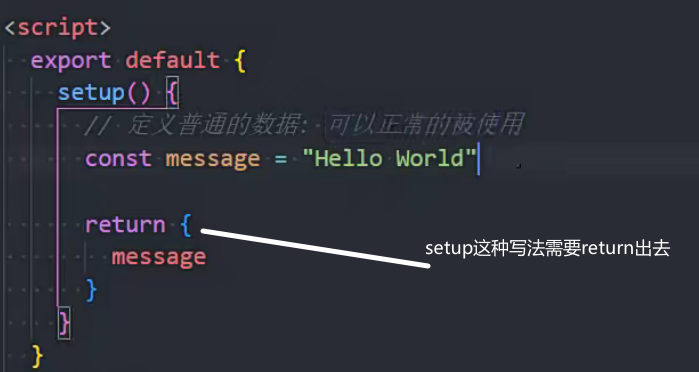 <script>
export default {
setup() {
// 定义普通的数据: 可以正常的被使用
const message = "Hello World"
return {
setup这种写法需要return出去
message
}
}
}